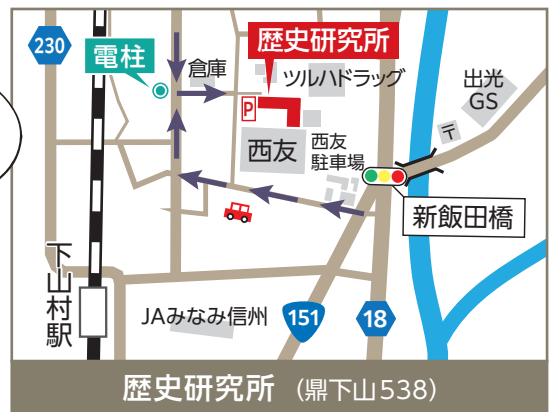 230
電柱
倉庫
歴史研究所
ツルハドラッグ
出光
GS
P
〒
西友
西友
駐車場
新飯田橋
下山村駅
JAみなみ信州
151
18
歴史研究所 (鼎下山538)